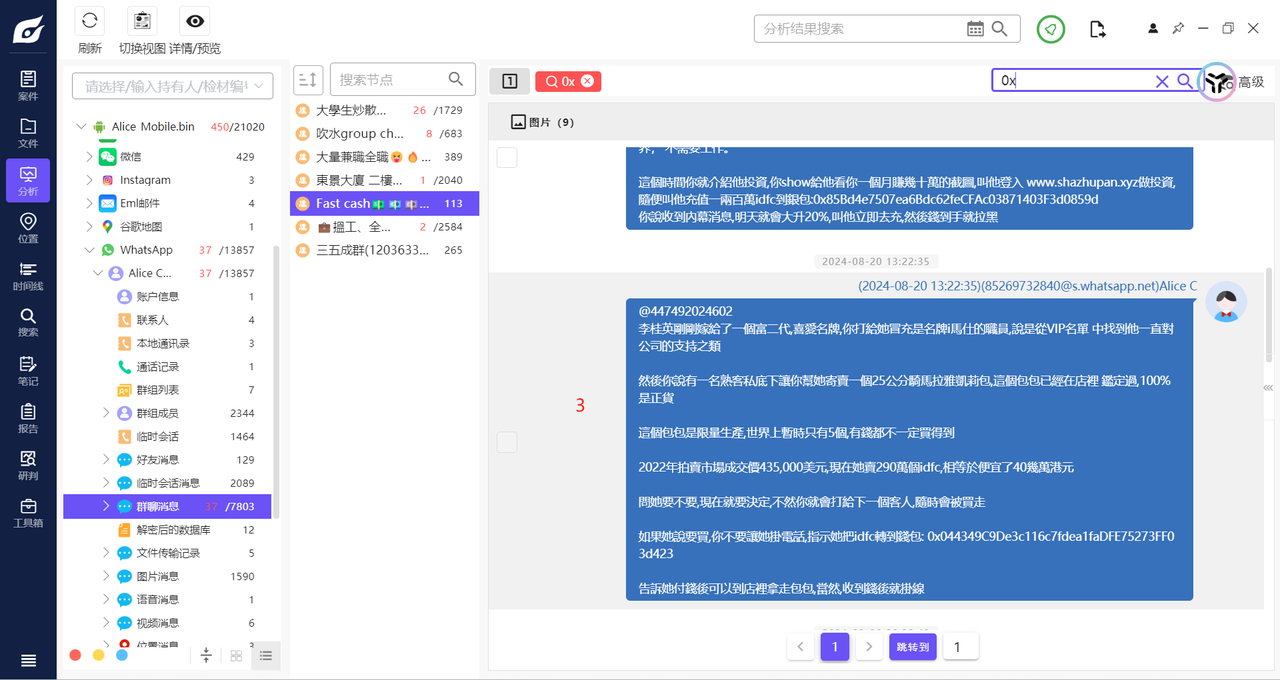 刷新
切换视图
详情/预览
分析结果搜索
案件
文件
分析
位置
时间线
搜索
笔记
报告
研判
工具箱
请选择/输入持有人/检材编号
Alice Mobile.bin 450/21020
微信 429
Instagram 3
Eml邮件 2
谷歌地图 1
WhatsApp 37 /13857
Alice C... 37 /13857
账户信息 1
联系人 4
本地通讯录 3
通话记录 1
群组列表 7
群组成员 2344
临时会话 1464
好友消息 129
临时会话消息 2089
群聊消息 37 /7803
解密后的数据库 12
文件传输记录 5
图片消息 1590
语音消息 1
视频消息 6
位置消息 3
搜索节点
大學生炒散... 26 /1729
吹水group ch... 8 /683
大量兼職全職😝🔥... 389
東景大廈 二樓... 1 /2040
Fast cash💵💶💷... 113
💼搵工、全... 2 /2584
三五成群(1203633... 265
1
0x
0x
高级
图片（9）
界，不需要工作。
這個時間你就介紹他投資,你show給他看你一個月賺幾十萬的截圖,叫他登入 www.shazhupan.xyz做投資,
隨便叫他充值一兩百萬idfc到銀包:0x85Bd4e7507ea6Bdc62feCFAc03871403F3d0859d
你說收到内幕消息,明天就會大升20%,叫他立即去充,然後錢到手就拉黑
2024-08-20 13:22:35
(2024-08-20 13:22:35)(85269732840@s.whatsapp.net)Alice C
@447492024602
李桂英剛剛嫁給了一個富二代,喜愛名牌,你打給她冒充是名牌i馬仕的職員,說是從VIP名單 中找到他一直對
公司的支持之類
然後你說有一名熟客私底下讓你幫她寄賣一個25公分騎馬拉雅凱莉包,這個包包已經在店裡 鑑定過,100%
是正貨
這個包包是限量生產,世界上暫時只有5個,有錢都不一定買得到
2022年拍賣市場成交價435,000美元,現在她賣290萬個idfc,相等於便宜了40幾萬港元
問她要不要,現在就要決定,不然你就會打給下一個客人,隨時會被買走
如果她說要買,你不要讓她掛電話,指示她把idfc轉到錢包: 0x044349C9De3c116c7fdea1faDFE75273FF0
3d423
告訴她付錢後可以到店裡拿走包包,當然,收到錢後就掛線
3
1
跳转到
1